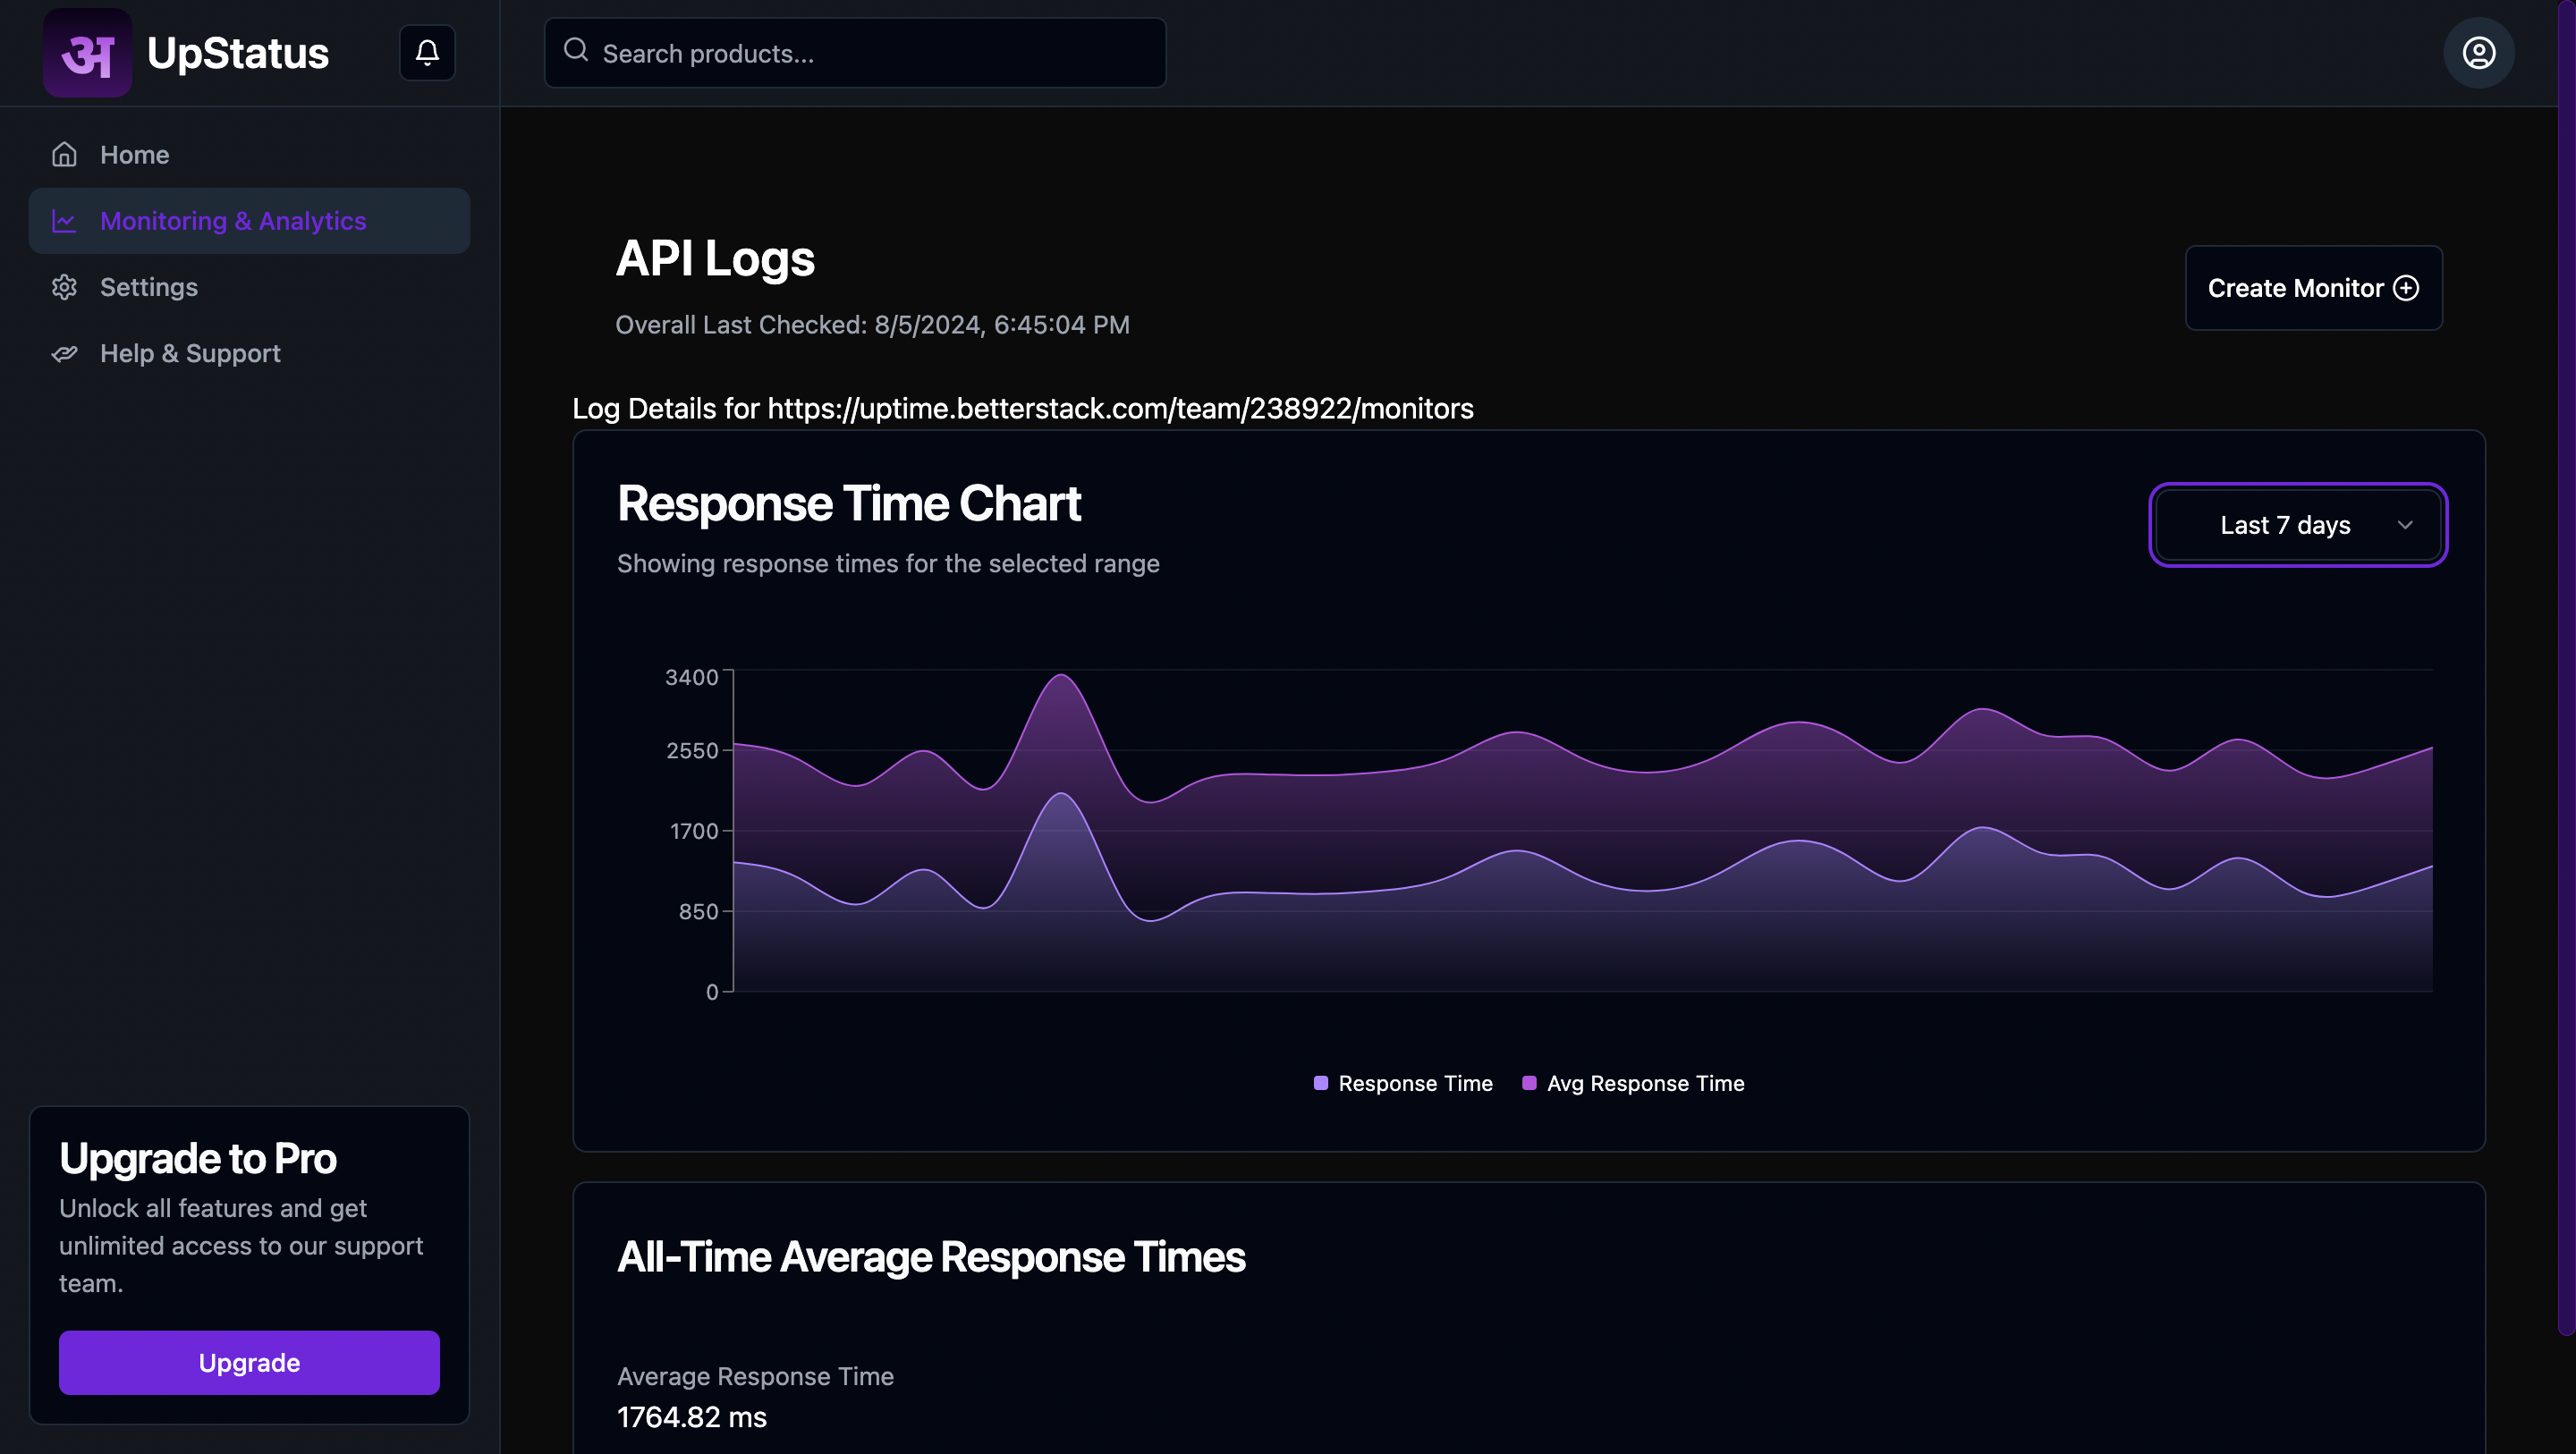 अ UpStatus
Search products...
Home
Monitoring & Analytics
Settings
Help & Support
Upgrade to Pro
Unlock all features and get
unlimited access to our support
team.
Upgrade
API Logs
Overall Last Checked: 8/5/2024, 6:45:04 PM
Create Monitor
Log Details for https://uptime.betterstack.com/team/238922/monitors
Response Time Chart
Showing response times for the selected range
Last 7 days
3400
2550
1700
850
0
Response Time Avg Response Time
All-Time Average Response Times
Average Response Time
1764.82 ms